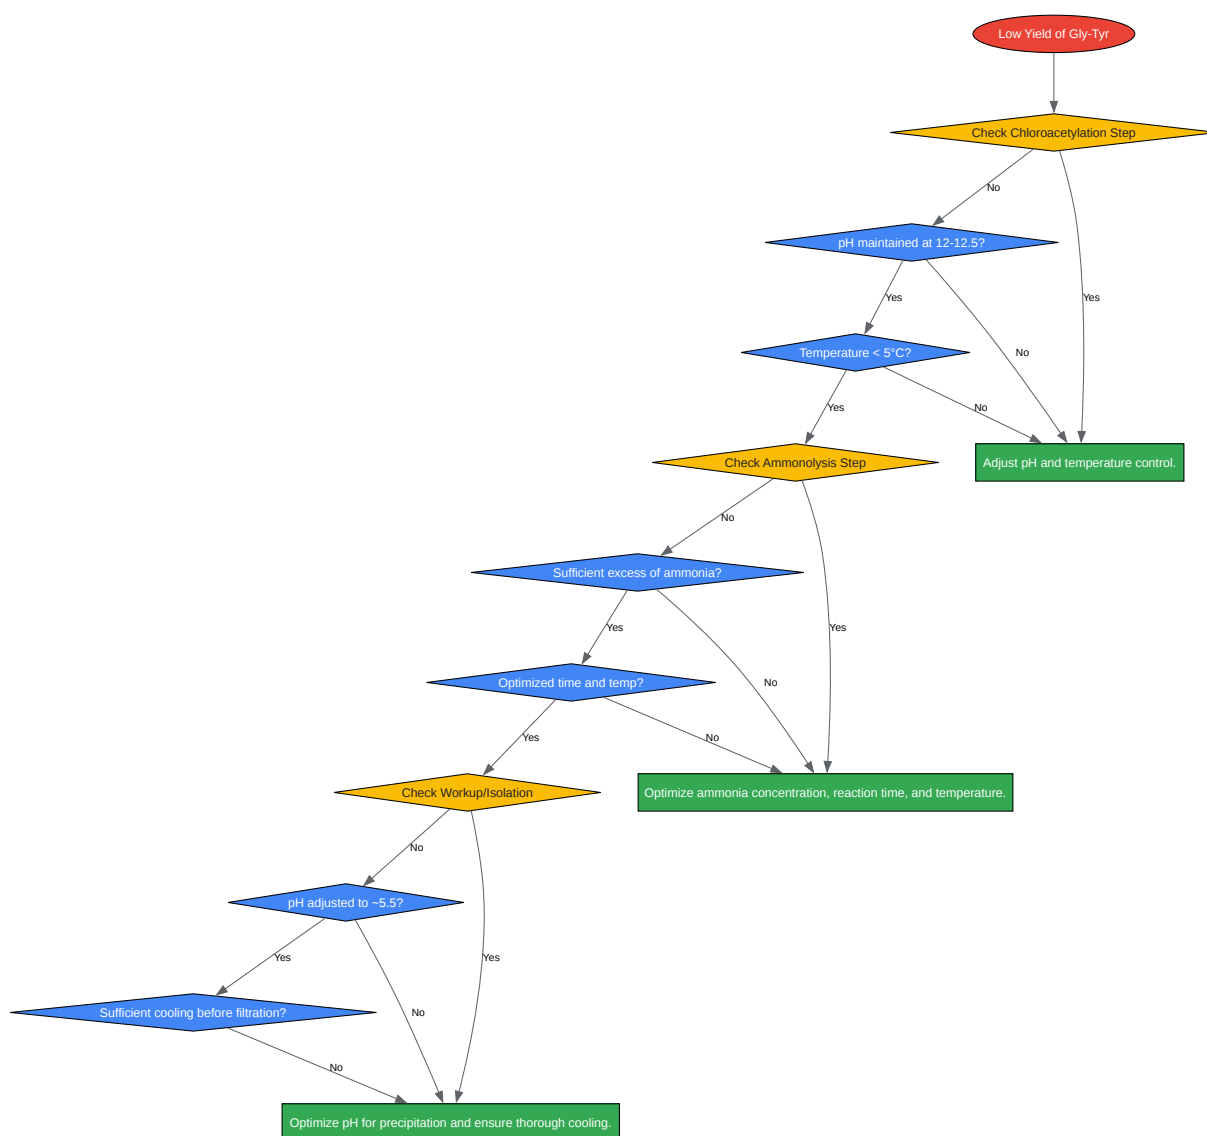 Low Yield of Gly-Tyr
Check Chloroacetylation Step
No
pH maintained at 12-12.5?
Yes
Yes
Temperature < 5°C?
No
Yes
No
Check Ammonolysis Step
Adjust pH and temperature control.
No
Sufficient excess of ammonia?
Yes
Yes
Optimized time and temp?
No
Yes
No
Check Workup/Isolation
Optimize ammonia concentration, reaction time, and temperature.
No
pH adjusted to ~5.5?
Yes
Yes
Sufficient cooling before filtration?
No
No
Optimize pH for precipitation and ensure thorough cooling.